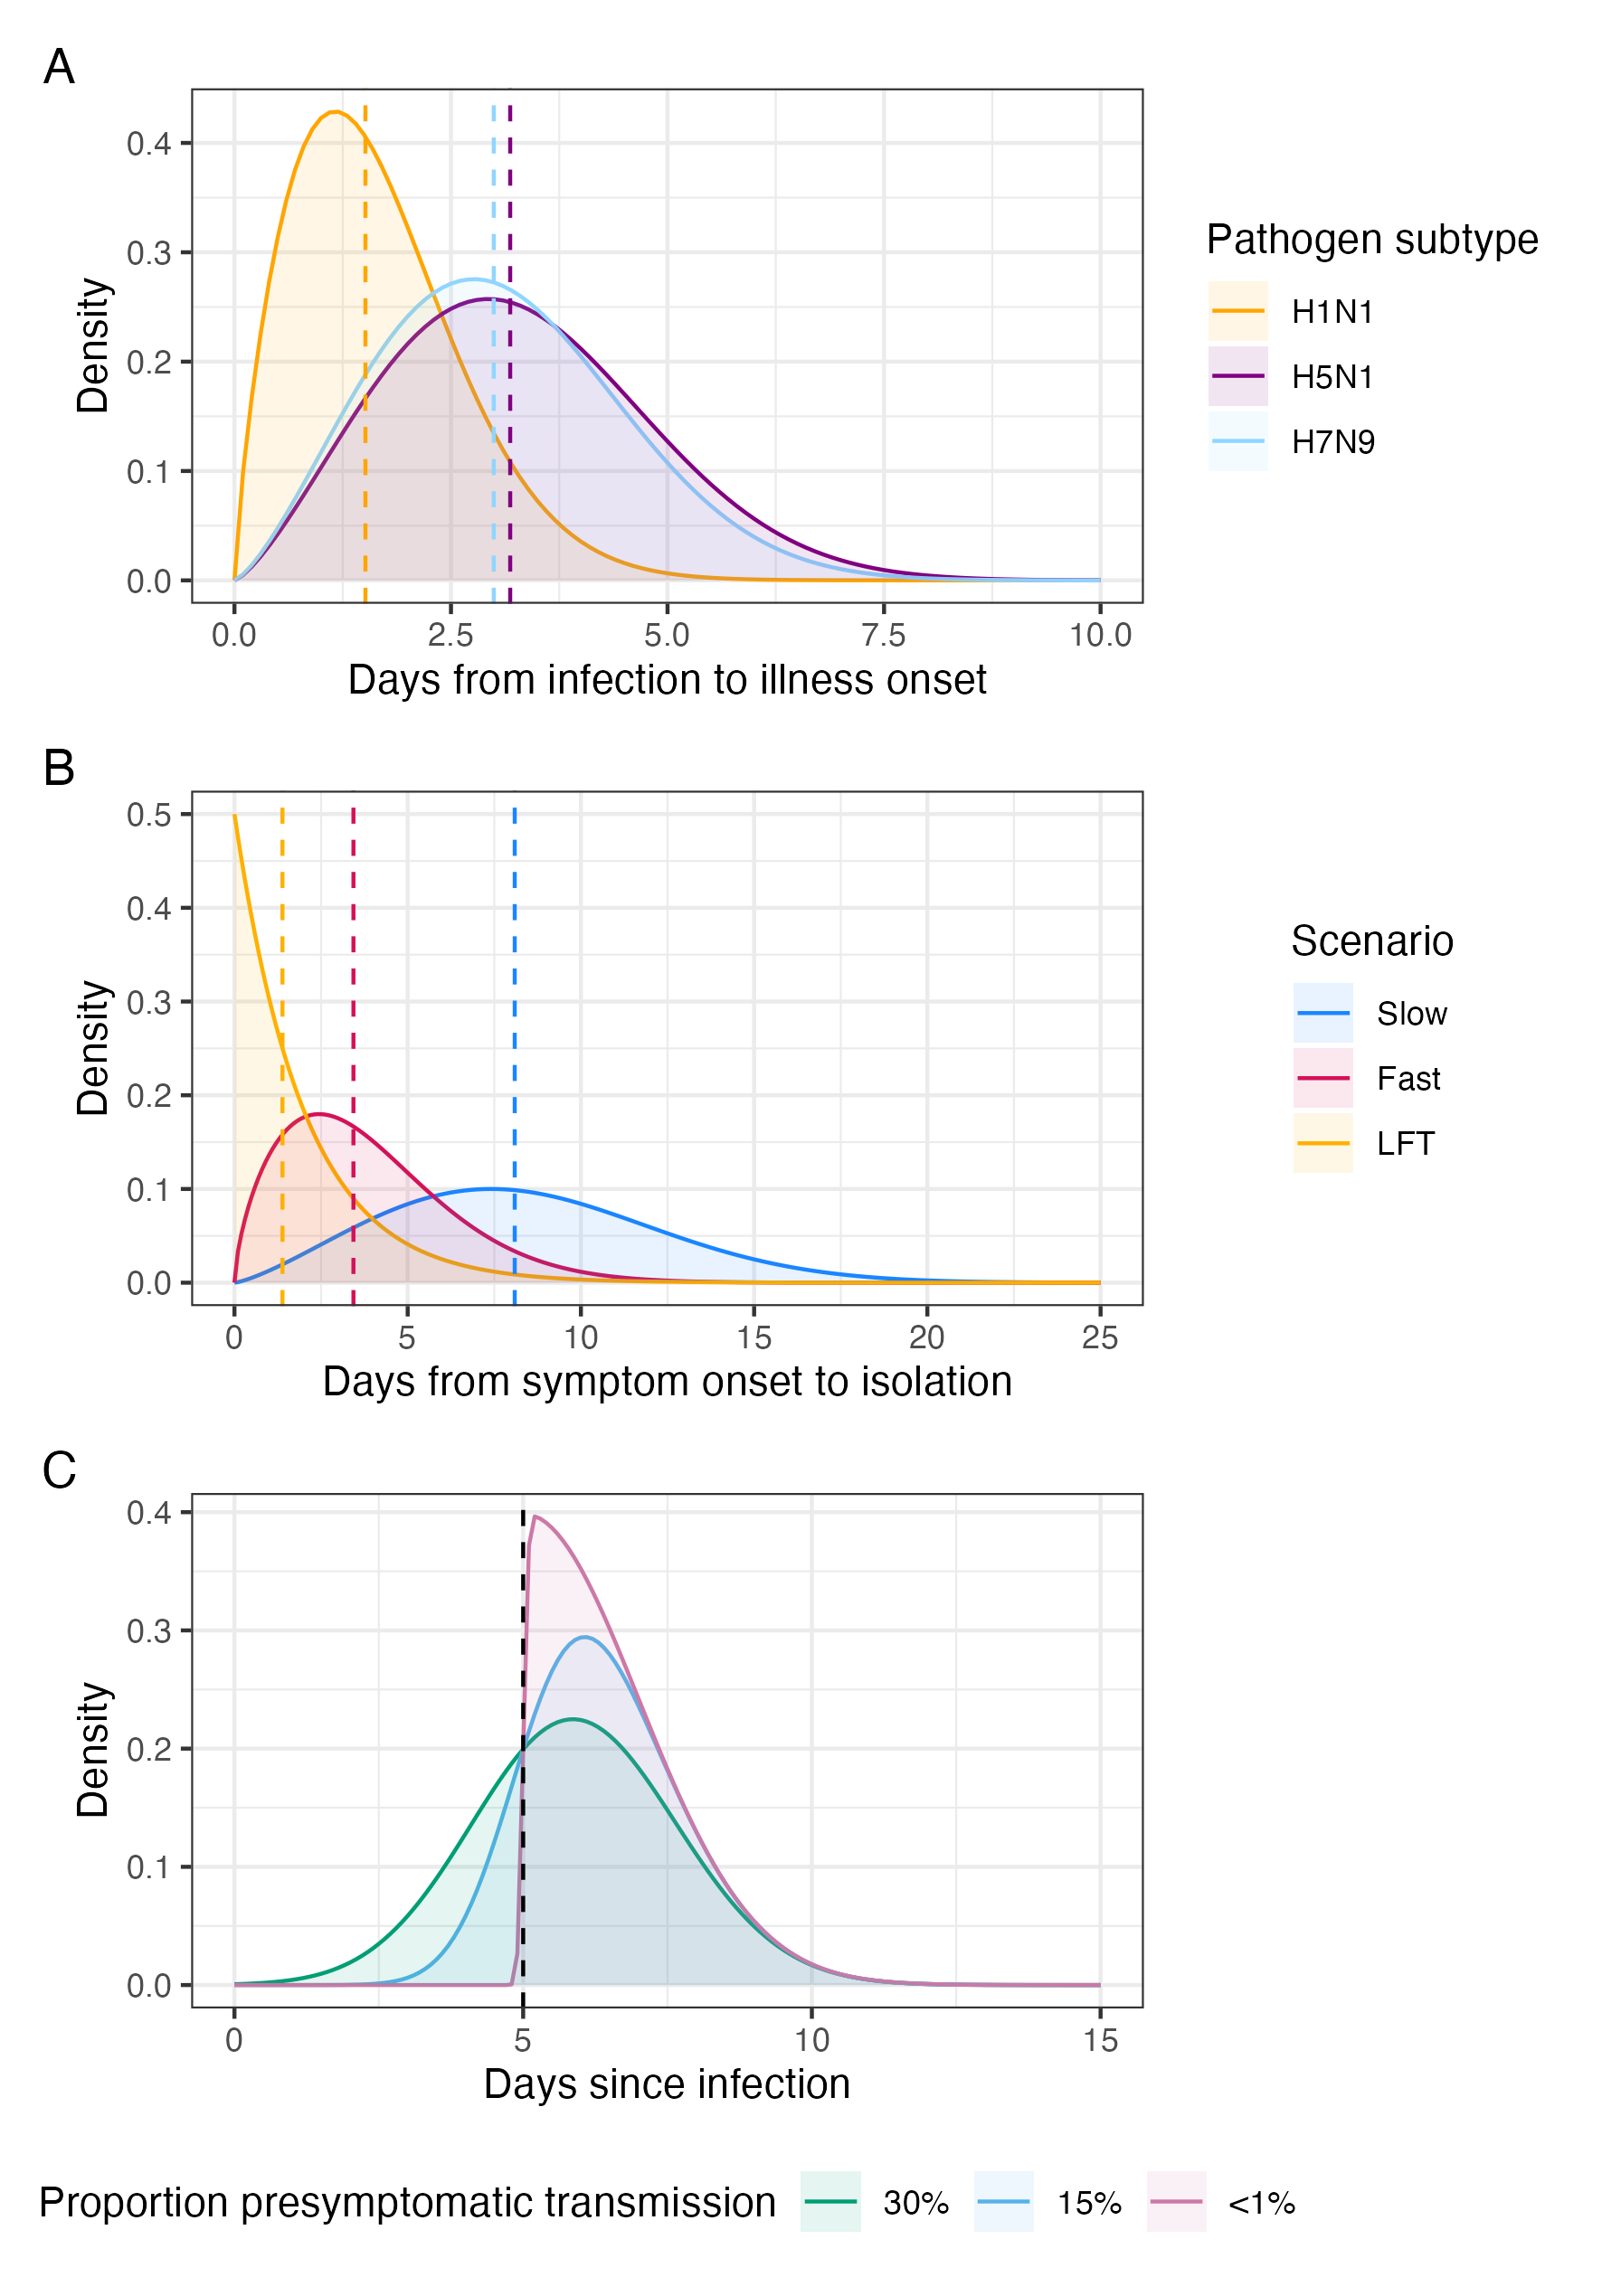 A
Density
0.4
0.3
0.2
0.1
0.0
0.0 2.5 5.0 7.5 10.0
Days from infection to illness onset
Pathogen subtype
H1N1
H5N1
H7N9
B
Density
0.5
0.4
0.3
0.2
0.1
0.0
0 5 10 15 20 25
Days from symptom onset to isolation
Scenario
Slow
Fast
LFT
C
Density
0.4
0.3
0.2
0.1
0.0
0 5 10 15
Days since infection
Proportion presymptomatic transmission 30% 15% <1%